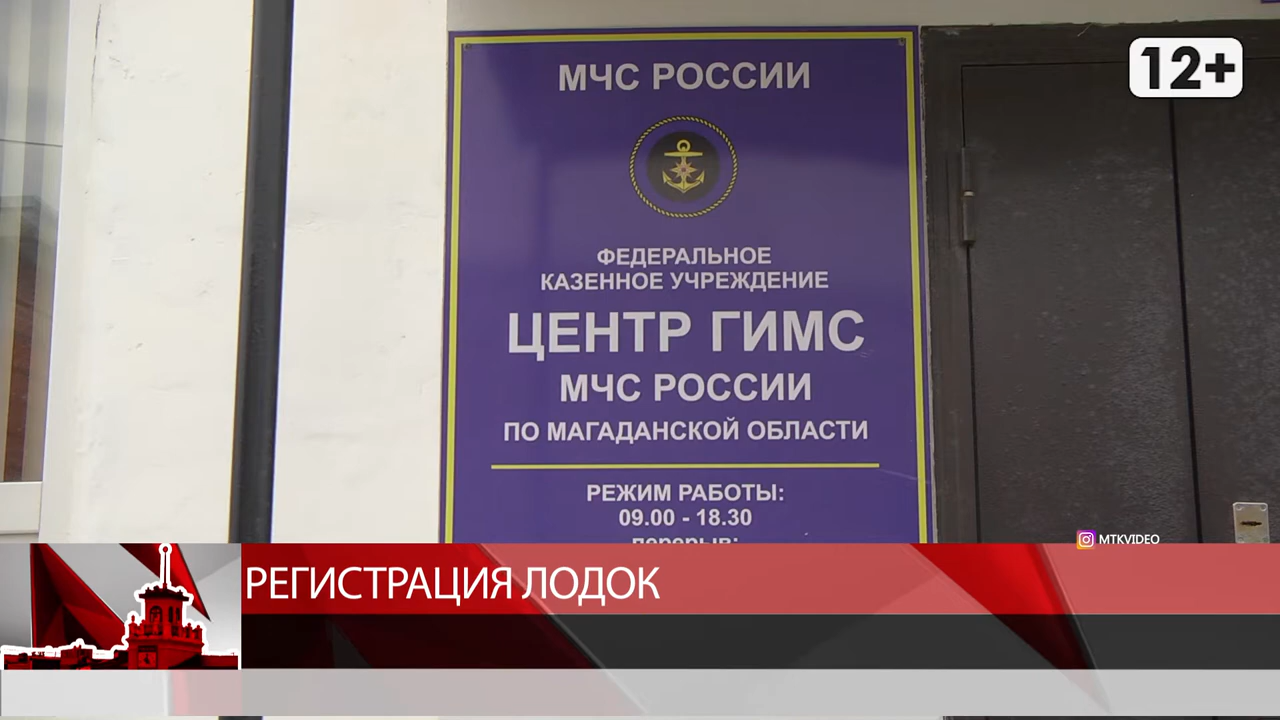 12+
МЧС РОССИИ
ФЕДЕРАЛЬНОЕ
КАЗЕННОЕ УЧРЕЖДЕНИЕ
ЦЕНТР ГИМС
МЧС РОССИИ
ПО МАГАДАНСКОЙ ОБЛАСТИ
РЕЖИМ РАБОТЫ:
09.00 - 18.30
перерыв:
MTKVIDEO
РЕГИСТРАЦИЯ ЛОДОК